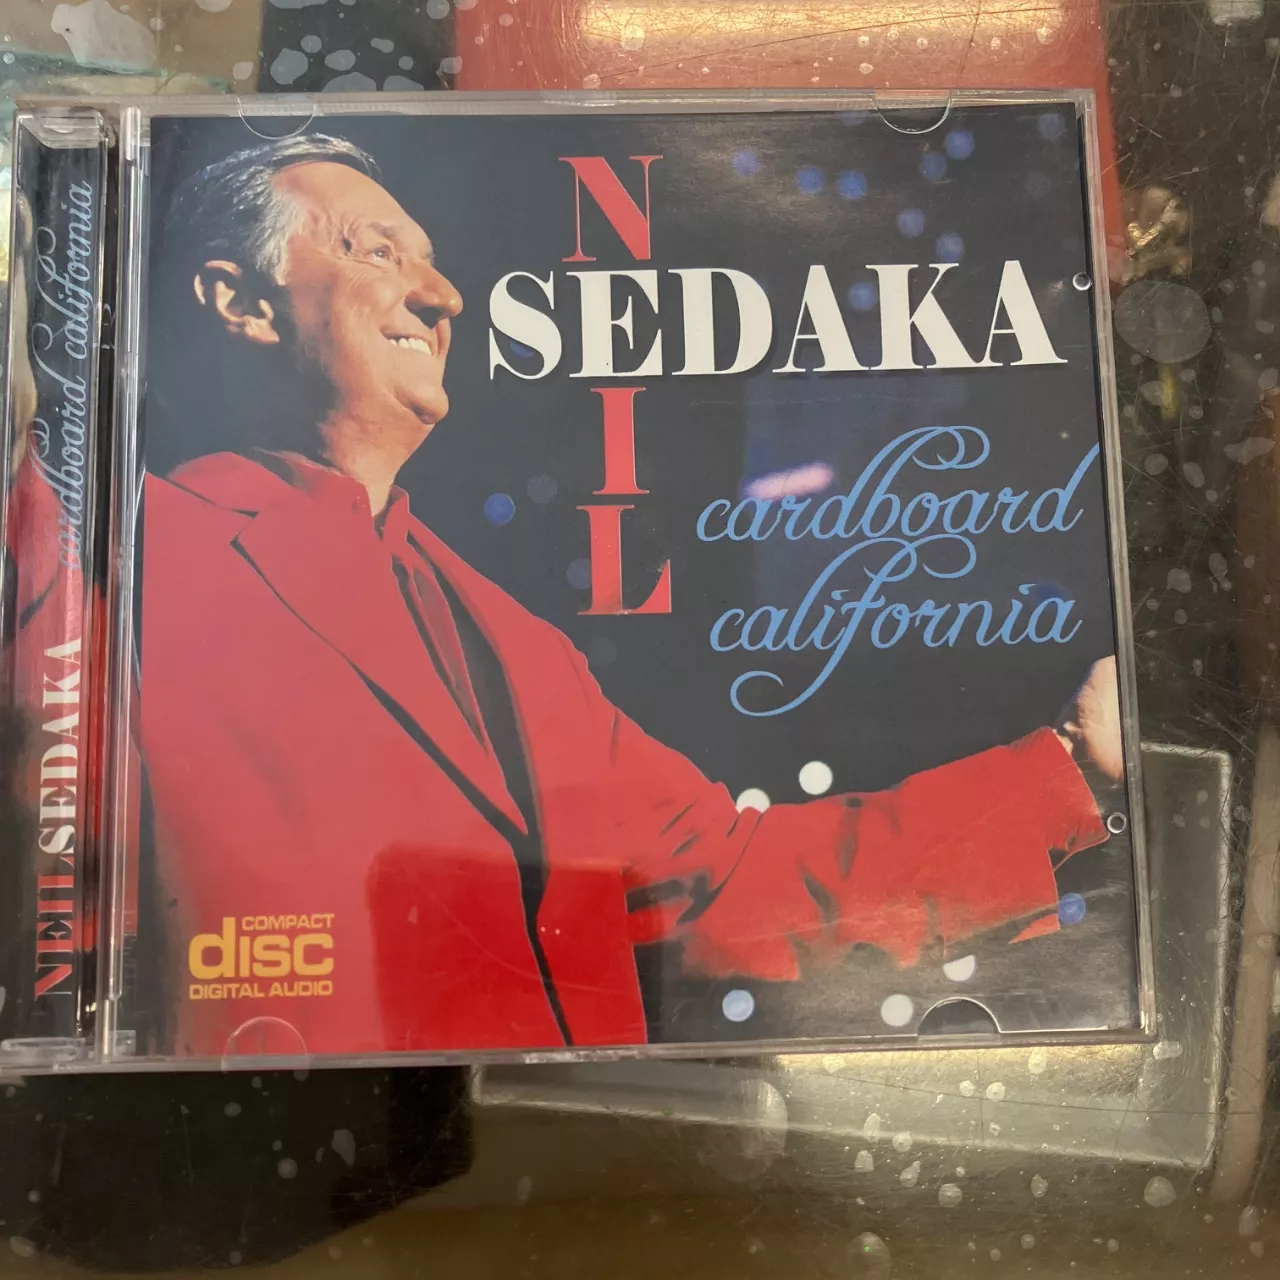 NEIL SEDAKA cardboard california
NEIL
SEDAKA
cardboard
california
COMPACT
disc
DIGITAL AUDIO